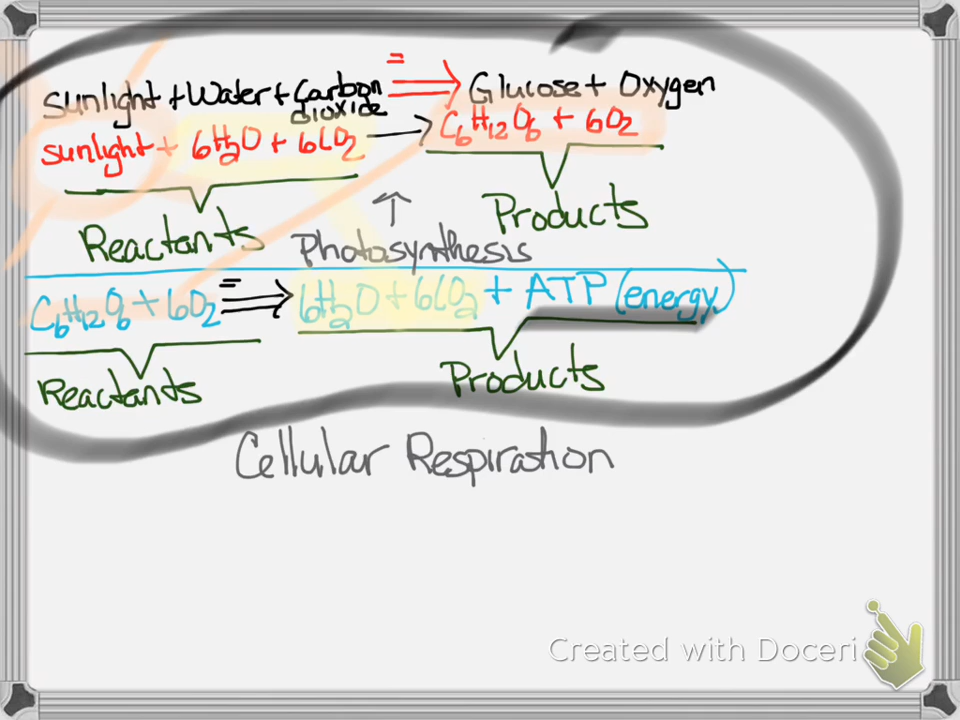 Sunlight + Water + Carbon dioxide = ⇒ Glucose + Oxygen
sunlight + 6H₂O + 6CO₂ → C₆H₁₂O₆ + 6O₂
Reactants
Products
↑
Photosynthesis
C₆H₁₂O₆ + 6O₂ = ⇒ 6H₂O + 6CO₂ + ATP (energy)
Reactants
Products
Cellular Respiration
Created with Doceri